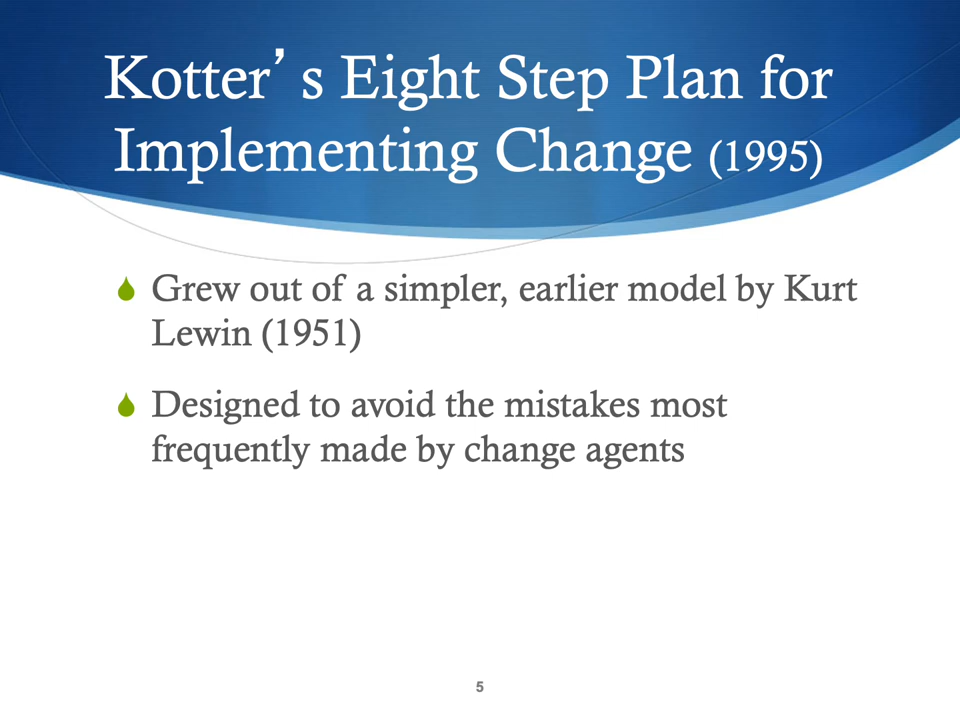 Kotter’s Eight Step Plan for
Implementing Change (1995)
Grew out of a simpler, earlier model by Kurt
Lewin (1951)
Designed to avoid the mistakes most
frequently made by change agents
5